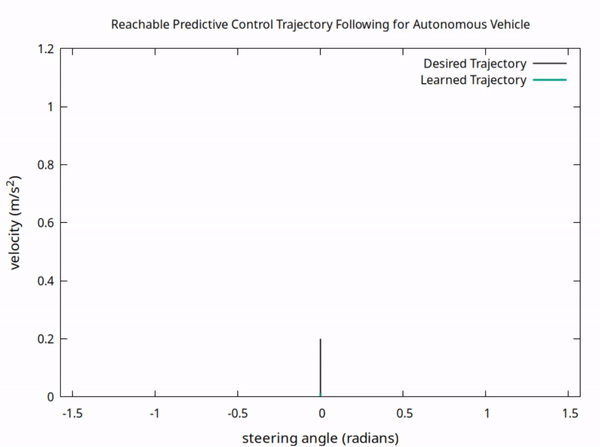 Reachable Predictive Control Trajectory Following for Autonomous Vehicle
Desired Trajectory
Learned Trajectory
velocity (m/s²)
1.2
1
0.8
0.6
0.4
0.2
0
-1.5 -1 -0.5 0 0.5 1 1.5
steering angle (radians)